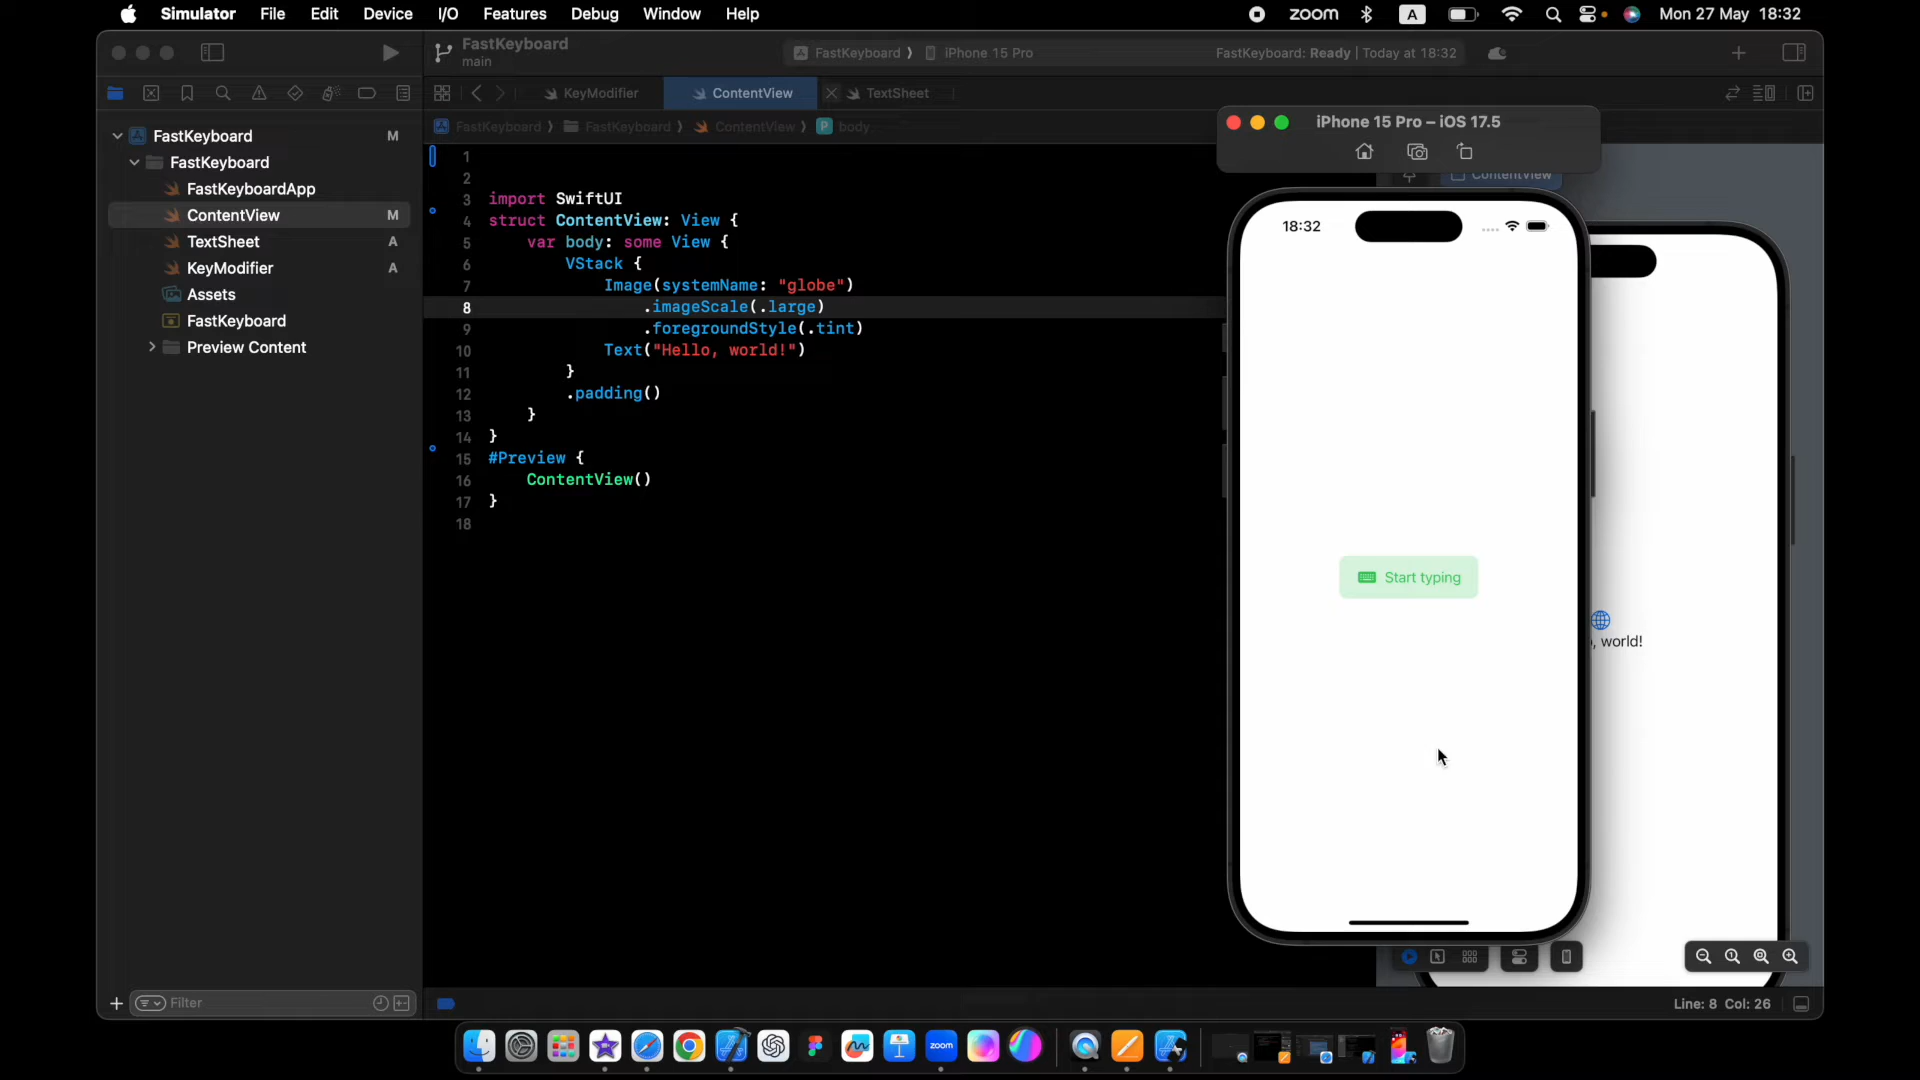 Simulator File Edit Device I/O Features Debug Window Help
zoom A Mon 27 May 18:32
FastKeyboard
main
FastKeyboard ⟩ iPhone 15 Pro
FastKeyboard: Ready | Today at 18:32
KeyModifier ContentView TextSheet
FastKeyboard ⟩ FastKeyboard ⟩ ContentView ⟩ P body
FastKeyboard M
FastKeyboard
FastKeyboardApp
ContentView M
TextSheet A
KeyModifier A
Assets
FastKeyboard
Preview Content
Filter
1
2
3 import SwiftUI
4 struct ContentView: View {
5 var body: some View {
6 VStack {
7 Image(systemName: "globe")
8 .imageScale(.large)
9 .foregroundStyle(.tint)
10 Text("Hello, world!")
11 }
12 .padding()
13 }
14 }
15 #Preview {
16 ContentView()
17 }
18
iPhone 15 Pro – iOS 17.5
ContentView
18:32
Start typing
, world!
Line: 8 Col: 26
zoom